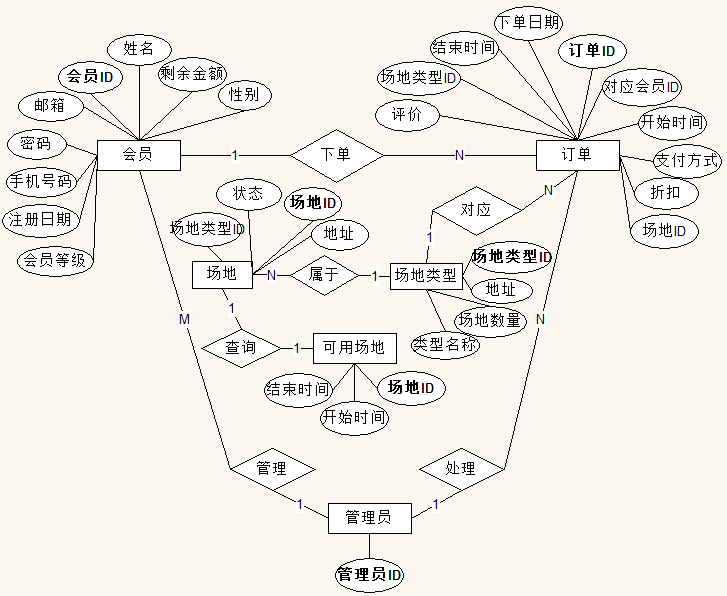 下单日期
姓名
结束时间
订单ID
会员ID
剩余金额
场地类型ID
对应会员ID
邮箱
性别
评价
开始时间
密码
会员
1
下单
N
订单
支付方式
手机号码
状态
场地ID
对应
N
折扣
注册日期
场地类型ID
地址
1
场地ID
会员等级
场地
N
属于
1
场地类型
场地类型ID
地址
1
场地数量
M
N
查询
1
可用场地
类型名称
结束时间
场地ID
开始时间
管理
处理
1
1
管理员
管理员ID